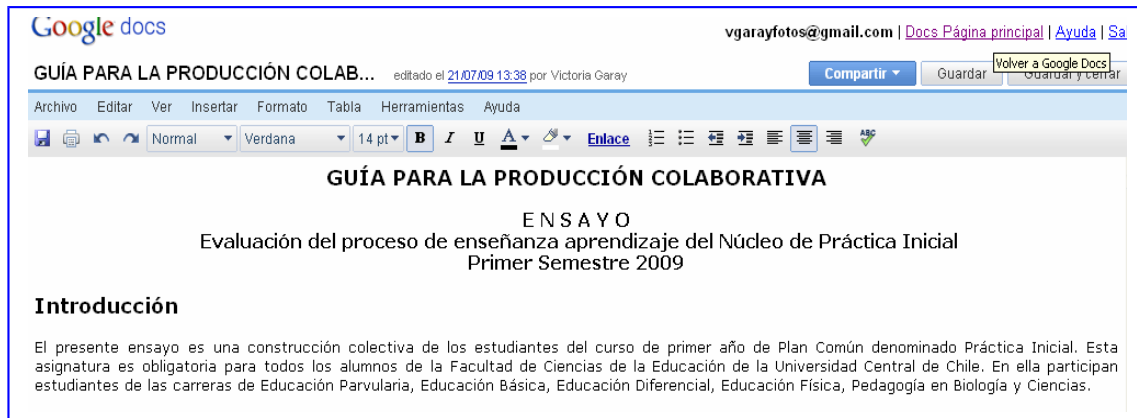 Google docs
vgarayfotos@gmail.com | Docs Página principal | Ayuda |
GUÍA PARA LA PRODUCCIÓN COLAB... editado el 21/07/09 13:38 por Victoria Garay
Compartir Guardar Guardar y cerrar
Volver a Google Docs
Archivo Editar Ver Insertar Formato Tabla Herramientas Ayuda
Normal Verdana 14 pt B I U A Enlace ABC
GUÍA PARA LA PRODUCCIÓN COLABORATIVA
E N S A Y O
Evaluación del proceso de enseñanza aprendizaje del Núcleo de Práctica Inicial
Primer Semestre 2009
Introducción
El presente ensayo es una construcción colectiva de los estudiantes del curso de primer año de Plan Común denominado Práctica Inicial. Esta
asignatura es obligatoria para todos los alumnos de la Facultad de Ciencias de la Educación de la Universidad Central de Chile. En ella participan
estudiantes de las carreras de Educación Parvularia, Educación Básica, Educación Diferencial, Educación Física, Pedagogía en Biología y Ciencias.